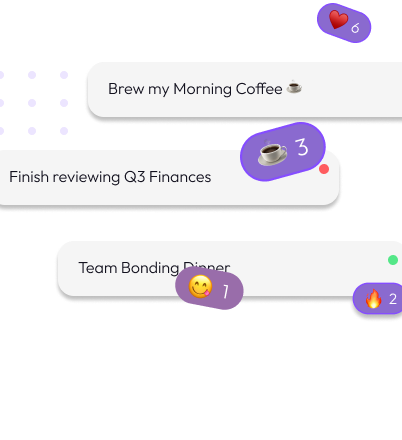 6
Brew my Morning Coffee ☕
3
Finish reviewing Q3 Finances
Team Bonding Dinner
1
2